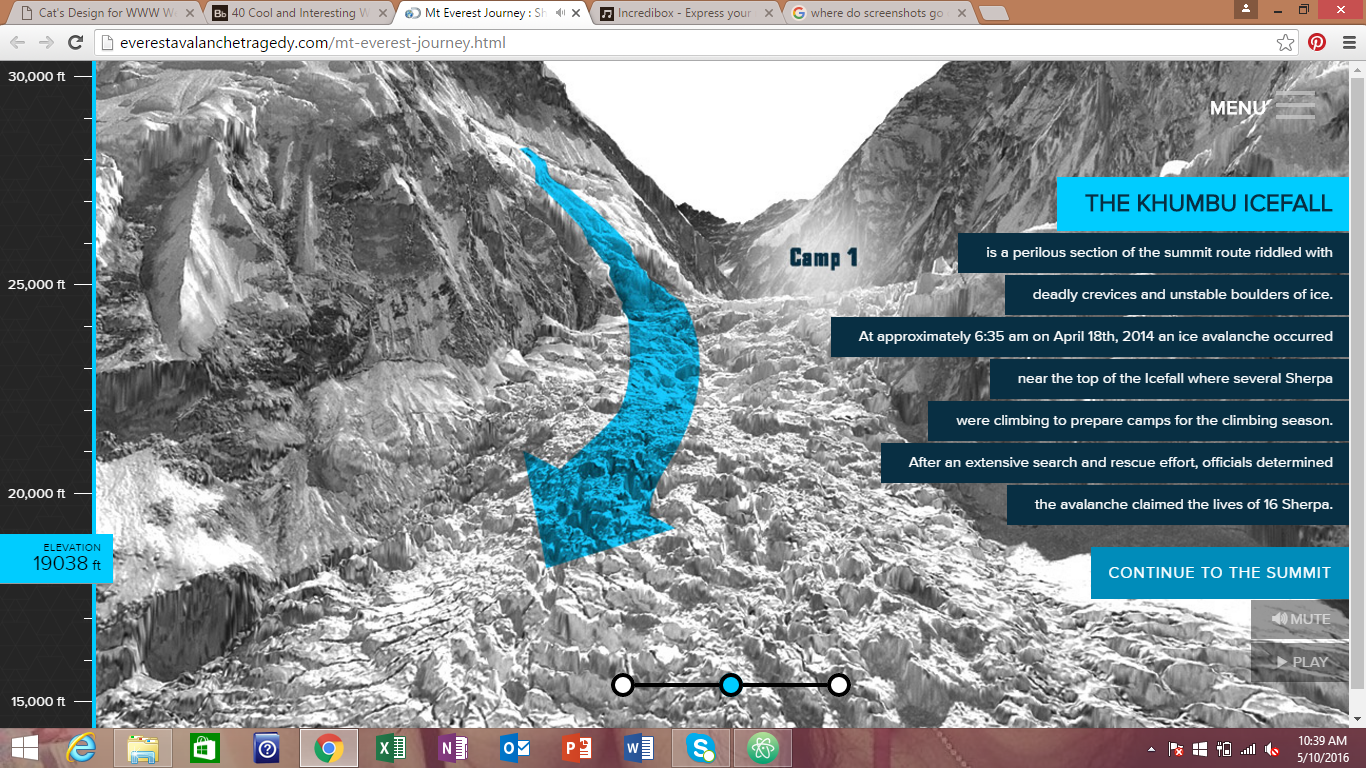 Cat's Design for WWW W
40 Cool and Interesting W
Mt Everest Journey : Sh
Incredibox - Express your
where do screenshots go
everestavalanchetragedy.com/mt-everest-journey.html
30,000 ft
MENU
THE KHUMBU ICEFALL
is a perilous section of the summit route riddled with
Camp 1
25,000 ft
deadly crevices and unstable boulders of ice.
At approximately 6:35 am on April 18th, 2014 an ice avalanche occurred
near the top of the Icefall where several Sherpa
were climbing to prepare camps for the climbing season.
After an extensive search and rescue effort, officials determined
20,000 ft
the avalanche claimed the lives of 16 Sherpa.
ELEVATION
19038 ft
CONTINUE TO THE SUMMIT
MUTE
PLAY
15,000 ft
10:39 AM
5/10/2016